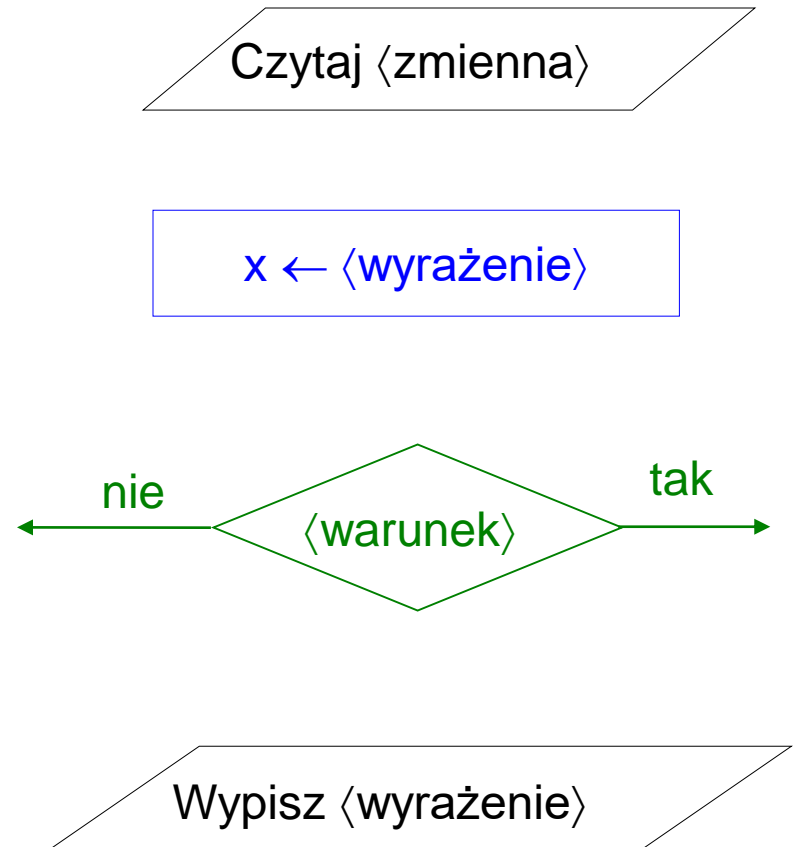 Czytaj ⟨zmienna⟩
x ← ⟨wyrażenie⟩
nie
tak
⟨warunek⟩
Wypisz ⟨wyrażenie⟩